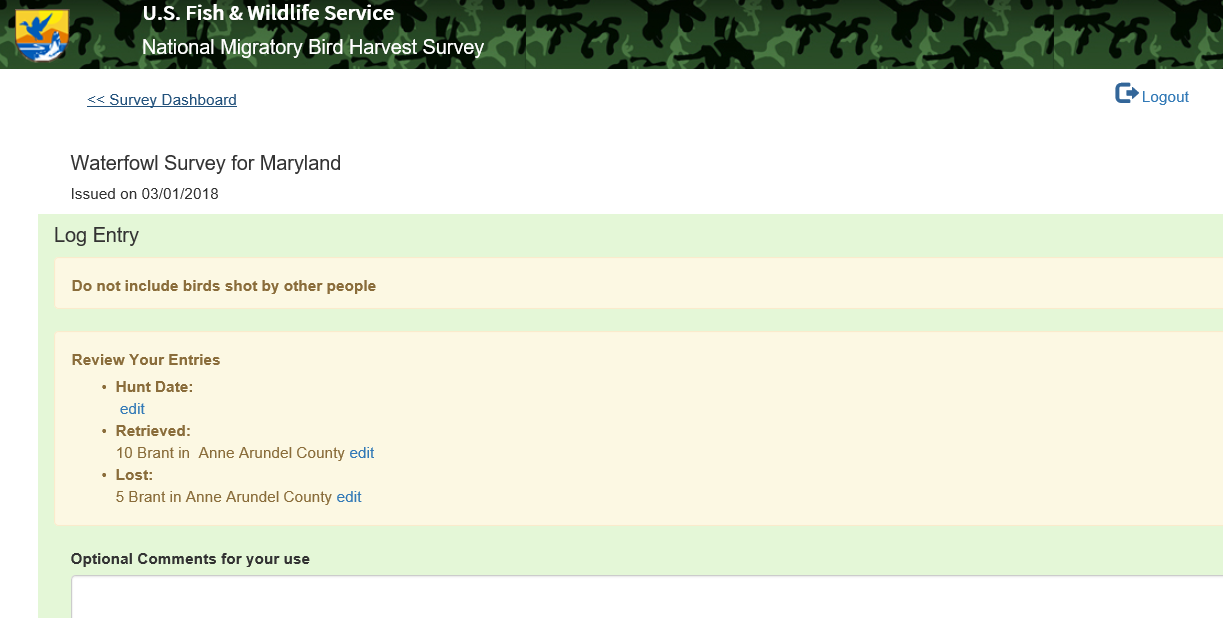 U.S. Fish & Wildlife Service
National Migratory Bird Harvest Survey
<< Survey Dashboard
Logout
Waterfowl Survey for Maryland
Issued on 03/01/2018
Log Entry
Do not include birds shot by other people
Review Your Entries
• Hunt Date:
edit
• Retrieved:
10 Brant in  Anne Arundel County edit
• Lost:
5 Brant in Anne Arundel County edit
Optional Comments for your use